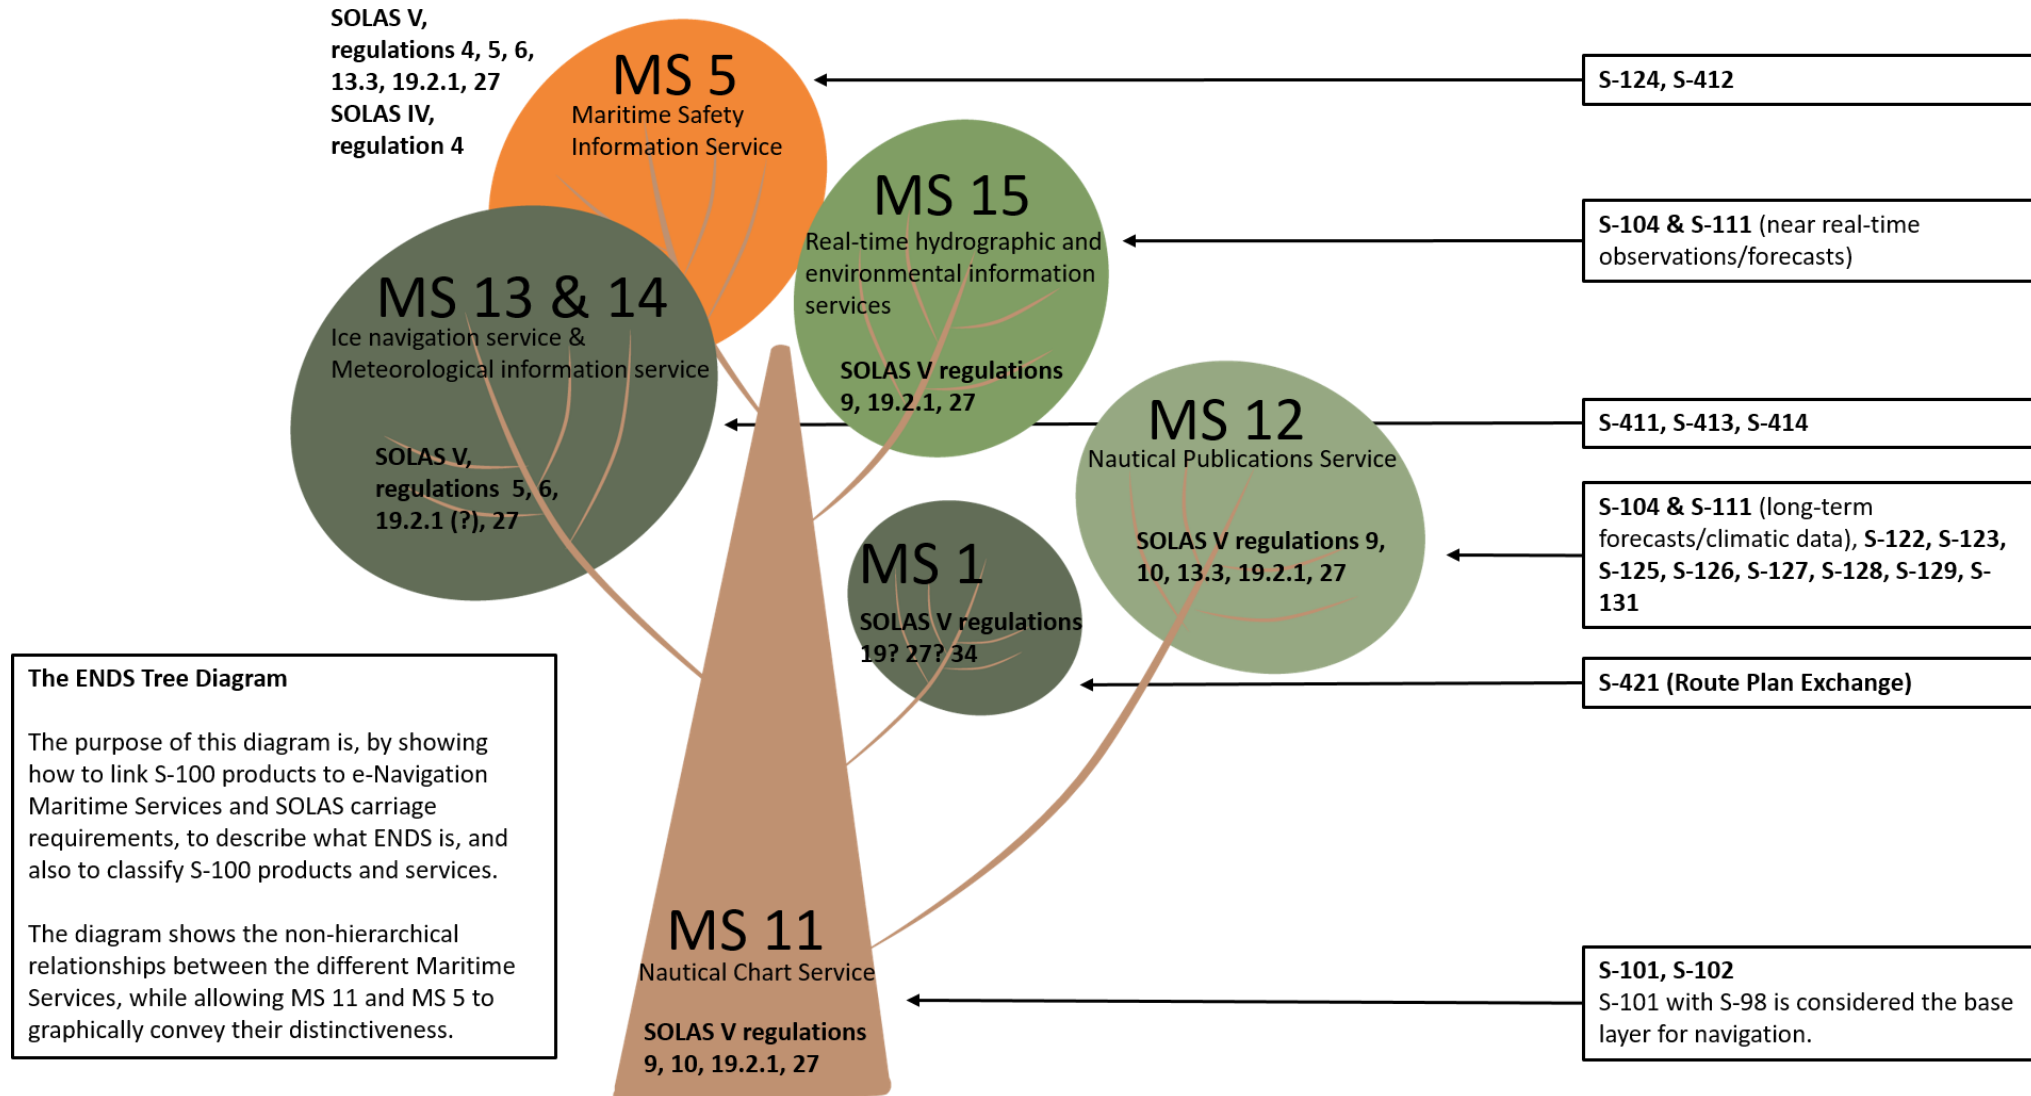 SOLAS V,
regulations 4, 5, 6,
13.3, 19.2.1, 27
SOLAS IV,
regulation 4
MS 5
Maritime Safety
Information Service
S-124, S-412
MS 15
Real-time hydrographic and
environmental information
services
SOLAS V regulations
9, 19.2.1, 27
S-104 & S-111 (near real-time
observations/forecasts)
MS 13 & 14
Ice navigation service &
Meteorological information service
SOLAS V,
regulations 5, 6,
19.2.1 (?), 27
S-411, S-413, S-414
MS 12
Nautical Publications Service
SOLAS V regulations 9,
10, 13.3, 19.2.1, 27
S-104 & S-111 (long-term
forecasts/climatic data), S-122, S-123,
S-125, S-126, S-127, S-128, S-129, S-
131
MS 1
SOLAS V regulations
19? 27? 34
S-421 (Route Plan Exchange)
The ENDS Tree Diagram
The purpose of this diagram is, by showing
how to link S-100 products to e-Navigation
Maritime Services and SOLAS carriage
requirements, to describe what ENDS is, and
also to classify S-100 products and services.
The diagram shows the non-hierarchical
relationships between the different Maritime
Services, while allowing MS 11 and MS 5 to
graphically convey their distinctiveness.
MS 11
Nautical Chart Service
SOLAS V regulations
9, 10, 19.2.1, 27
S-101, S-102
S-101 with S-98 is considered the base
layer for navigation.